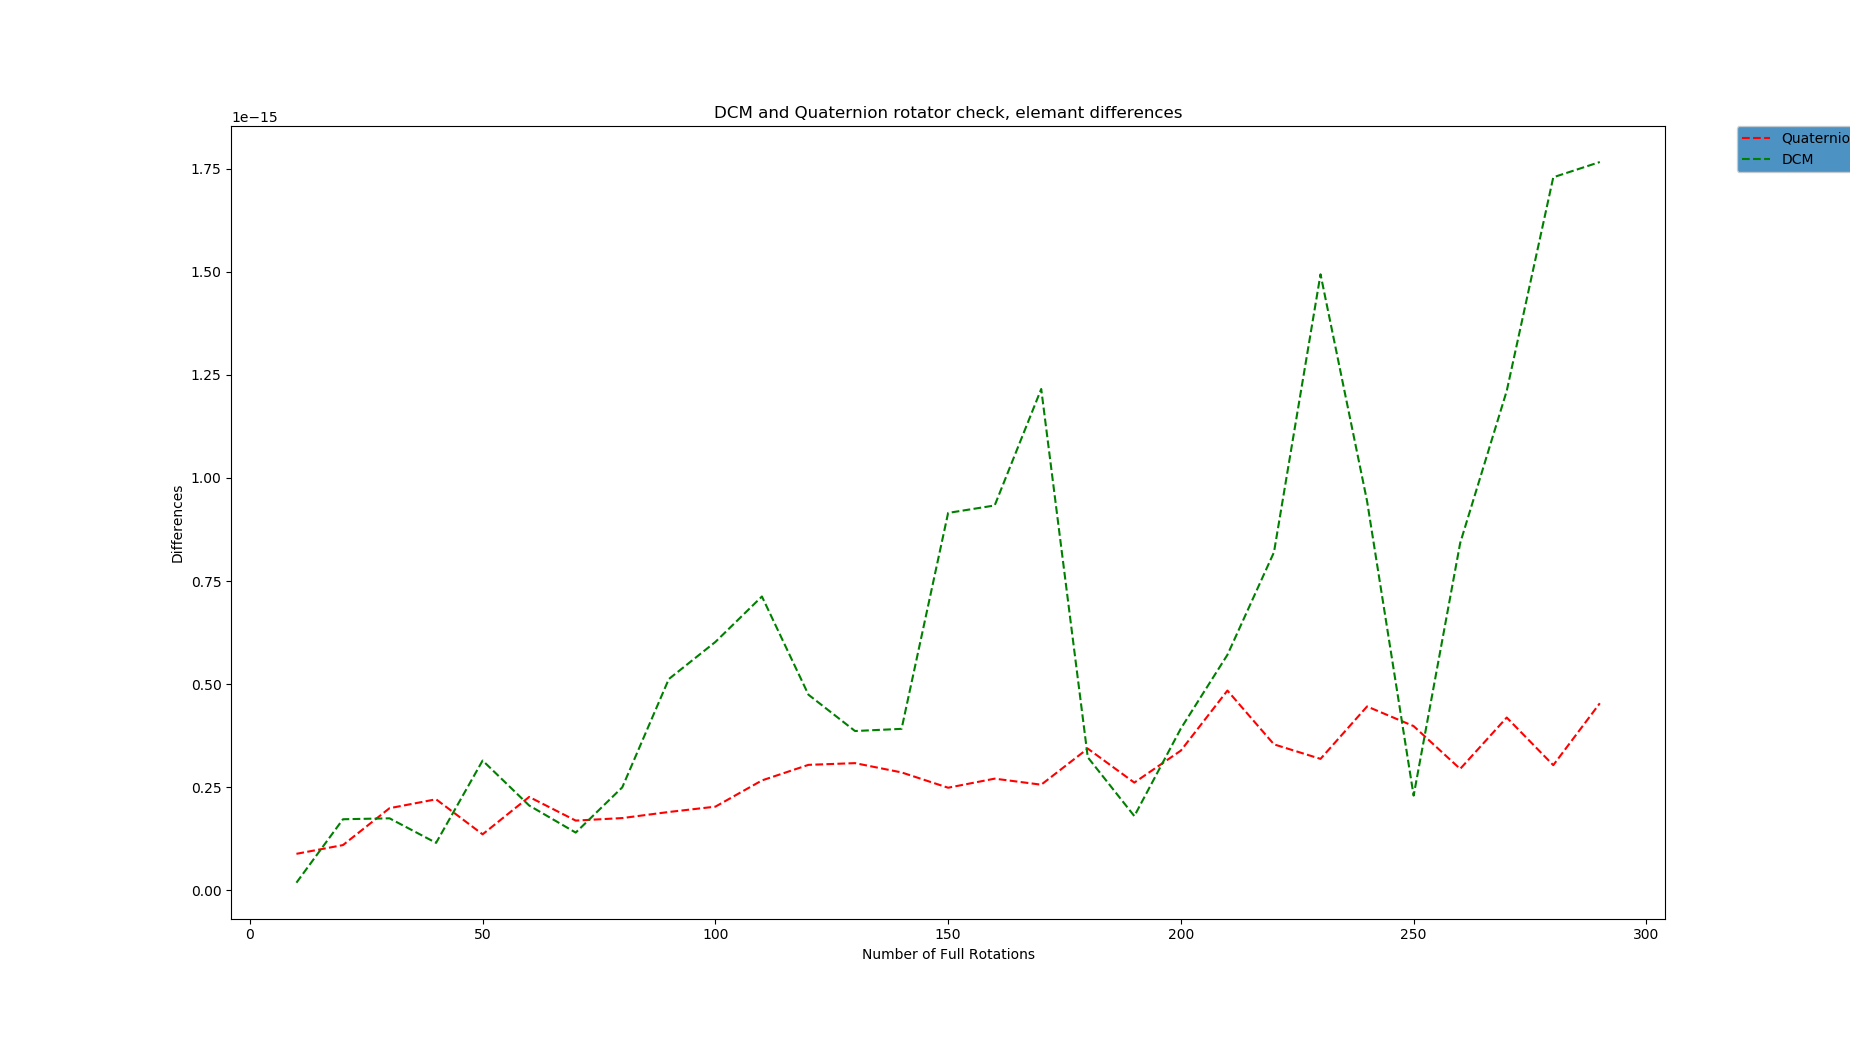 DCM and Quaternion rotator check, elemant differences
1e−15
Quaternio
DCM
1.75
1.50
1.25
1.00
0.75
0.50
0.25
0.00
Differences
0 50 100 150 200 250 300
Number of Full Rotations